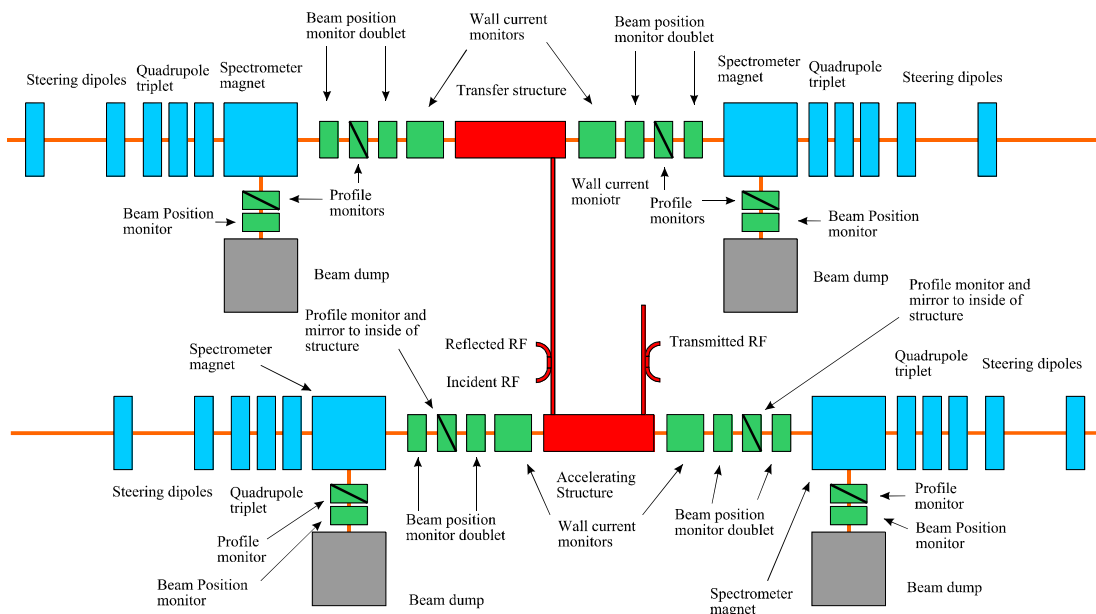 Beam position
monitor doublet
Wall current
monitors
Beam position
monitor doublet
Steering dipoles
Quadrupole
triplet
Spectrometer
magnet
Transfer structure
Spectrometer
magnet
Quadrupole
triplet
Steering dipoles
Profile
monitors
Beam Position
monitor
Wall current
moniotr
Profile
monitors
Beam Position
monitor
Beam dump
Beam dump
Profile monitor and
mirror to inside of
structure
Profile monitor and
mirror to inside of
structure
Spectrometer
magnet
Reflected RF
Incident RF
Transmitted RF
Quadrupole
triplet
Steering dipoles
Steering dipoles
Quadrupole
triplet
Profile
monitor
Beam Position
monitor
Beam position
monitor doublet
Accelerating
Structure
Wall current
monitors
Beam position
monitor doublet
Profile
monitor
Beam Position
monitor
Beam dump
Spectrometer
magnet
Beam dump